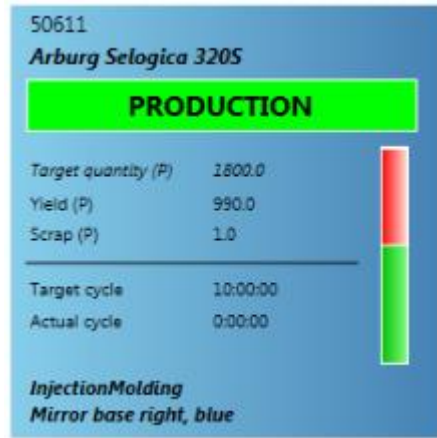 50611
Arburg Selogica 320S
PRODUCTION
Target quantity (P) 1800.0
Yield (P) 990.0
Scrap (P) 1.0
Target cycle 10:00:00
Actual cycle 0:00:00
InjectionMolding
Mirror base right, blue